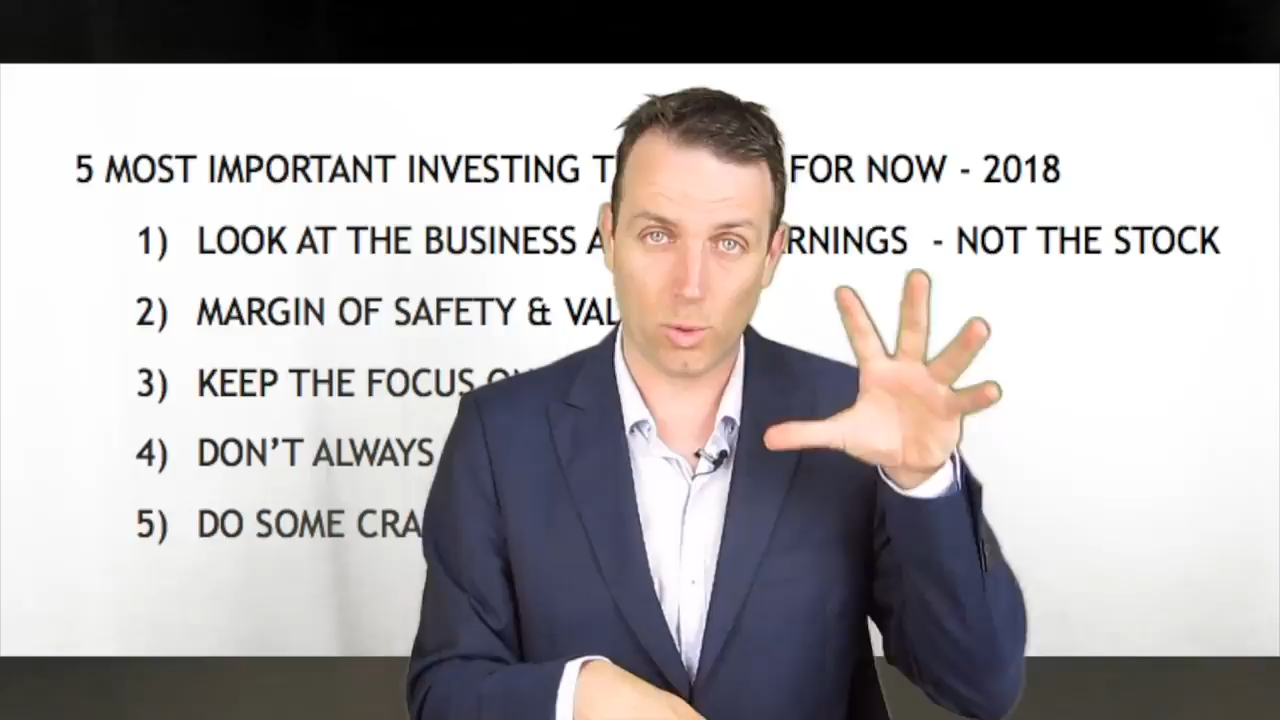 5 MOST IMPORTANT INVESTING T FOR NOW - 2018
1) LOOK AT THE BUSINESS A RNINGS - NOT THE STOCK
2) MARGIN OF SAFETY & VAL
3) KEEP THE FOCUS
4) DON'T ALWAYS
5) DO SOME CRA